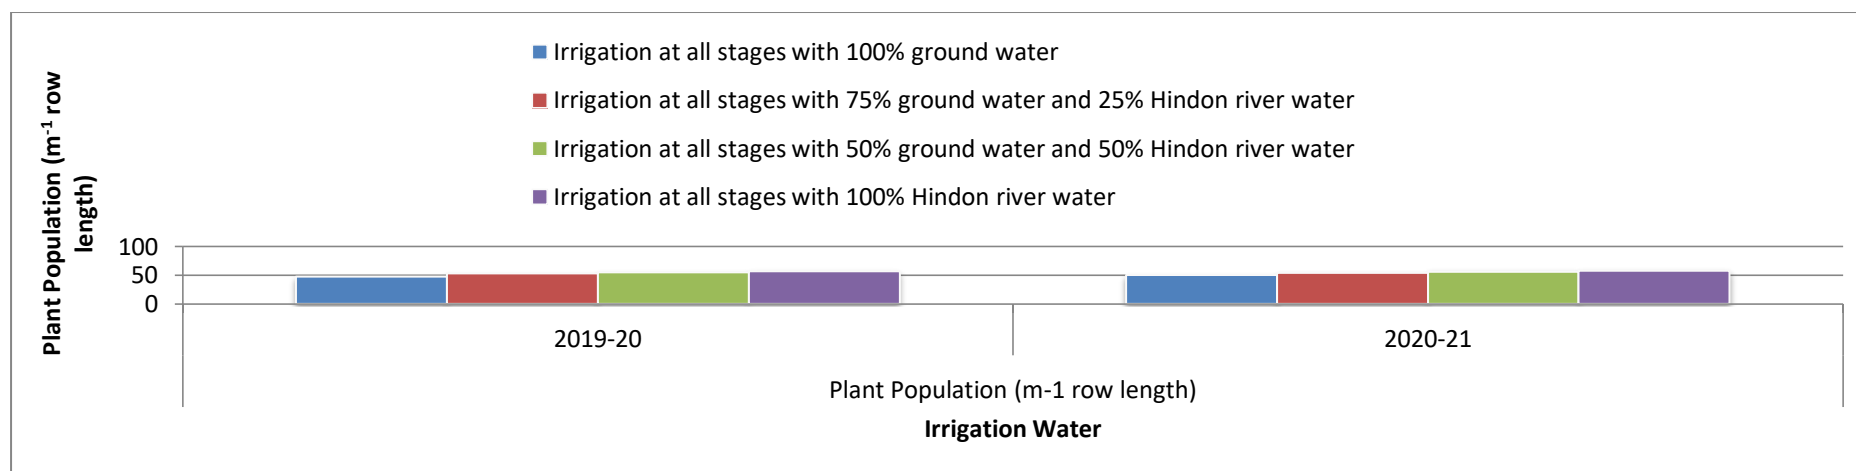 Irrigation at all stages with 100% ground water
Irrigation at all stages with 75% ground water and 25% Hindon river water
Irrigation at all stages with 50% ground water and 50% Hindon river water
Irrigation at all stages with 100% Hindon river water
Plant Population (m⁻¹ row
length)
100
50
0
2019-20
2020-21
Plant Population (m-1 row length)
Irrigation Water